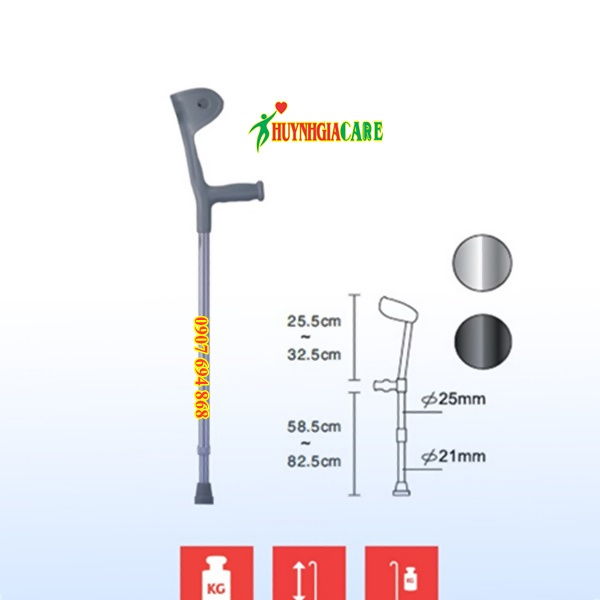 HUYNHGIACARE
0907 694 868
25.5cm
~
32.5cm
58.5cm
~
82.5cm
⌀25mm
⌀21mm
KG